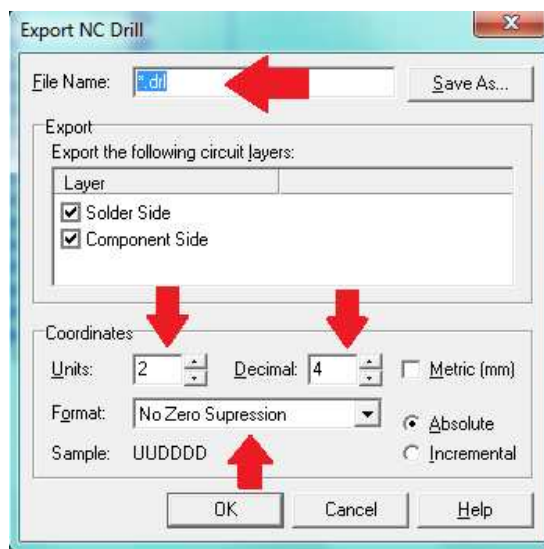 Export NC Drill
File Name: *.drl Save As...
Export
Export the following circuit layers:
Layer
Solder Side
Component Side
Coordinates
Units: 2 Decimal: 4 Metric (mm)
Format: No Zero Supression Absolute
Sample: UUDDDD Incremental
OK Cancel Help